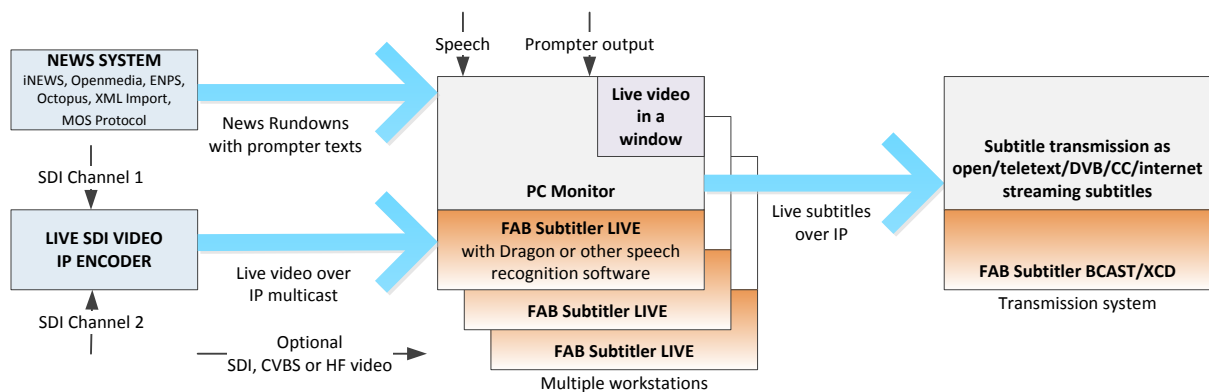 Speech
Prompter output
NEWS SYSTEM
iNEWS, Openmedia, ENPS,
Octopus, XML Import,
MOS Protocol
News Rundowns
with prompter texts
SDI Channel 1
LIVE SDI VIDEO
IP ENCODER
Live video over
IP multicast
SDI Channel 2
Optional
SDI, CVBS or HF video
Live video
in a
window
PC Monitor
FAB Subtitler LIVE
with Dragon or other speech
recognition software
FAB Subtitler LIVE
FAB Subtitler LIVE
Multiple workstations
Live subtitles
over IP
Subtitle transmission as
open/teletext/DVB/CC/internet
streaming subtitles
FAB Subtitler BCAST/XCD
Transmission system